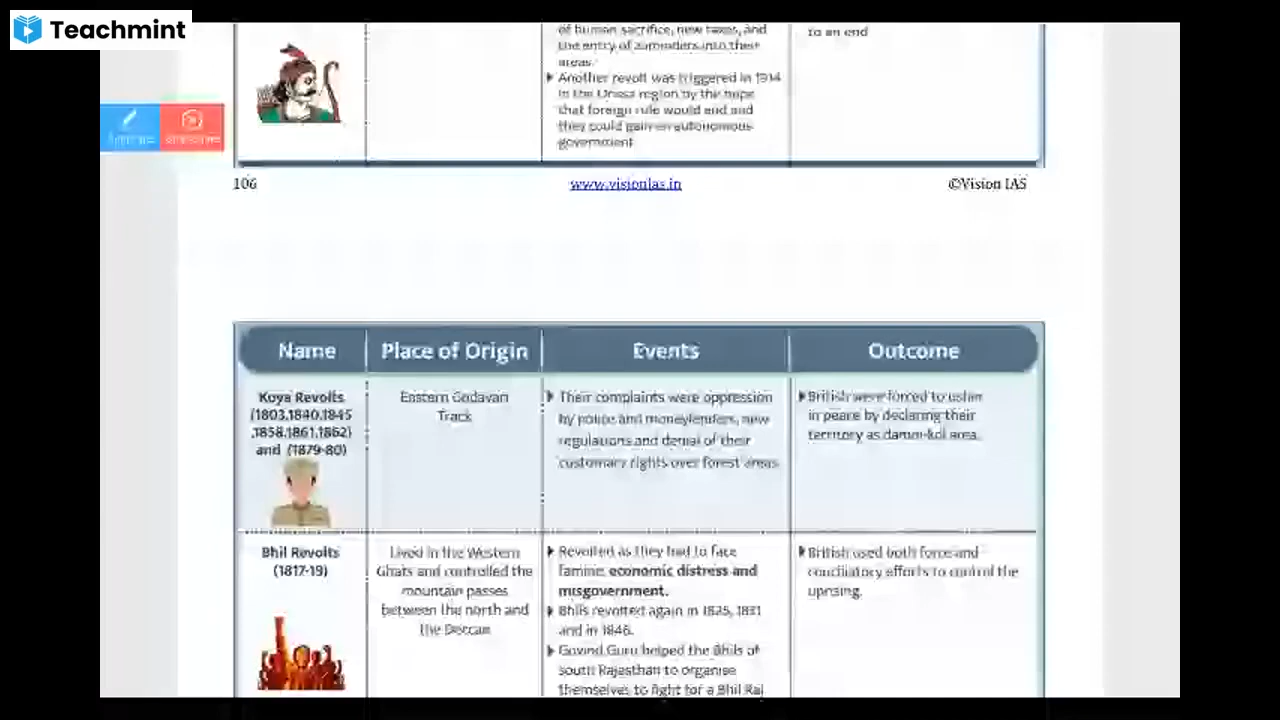 Teachmint
of human sacrifice, new taxes, and
the entry of zamindars into their
areas.
to an end
Another revolt was triggered in 1914
in the Orissa region by the hope
that foreign rule would end and
they could gain an autonomous
government
106
www.visionias.in
©Vision IAS
Name
Place of Origin
Events
Outcome
Koya Revolts
(1803,1840,1845
,1858,1861,1862)
and (1879-80)
Eastern Godavari
Track
Their complaints were oppression
by police and moneylenders, new
regulations and denial of their
customary rights over forest areas
British were forced to usher
in peace by declaring their
territory as area.
Bhil Revolts
(1817-19)
Lived in the Western
Ghats and controlled the
mountain passes
between the north and
the Deccan
Revolted as they had to face
famine, economic distress and
misgovernment.
Bhils revolted again in 1825, 1831
and in 1846.
Govind Guru helped the Bhils of
south Rajasthan to organise
themselves to fight for a Bhil Raj
British used both force and
conciliatory efforts to control the
uprising.